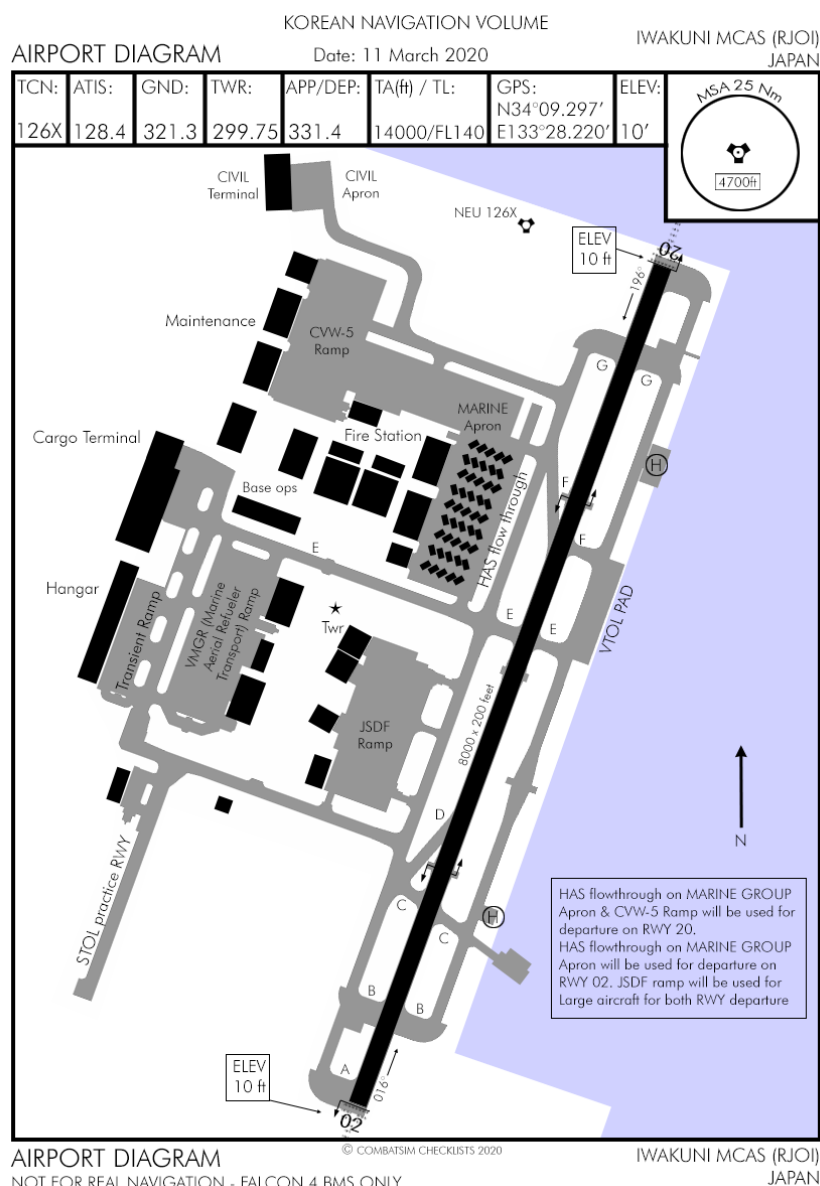 KOREAN NAVIGATION VOLUME
AIRPORT DIAGRAM
Date: 11 March 2020
IWAKUNI MCAS (RJOI)
JAPAN
TCN:
126X
ATIS:
128.4
GND:
321.3
TWR:
299.75
APP/DEP:
331.4
TA(ft) / TL:
14000/FL140
GPS:
N34°09.297'
E133°28.220'
ELEV:
10'
MSA 25 Nm
4700ft
CIVIL
Terminal
CIVIL
Apron
NEU 126X
ELEV
10 ft
20
196°
Maintenance
CVW-5
Ramp
G
G
MARINE
Apron
Cargo Terminal
Fire Station
H
Base ops
F
HAS flow through
F
E
Hangar
Transient Ramp
VMGR (Marine
Aerial Refueler
Transport) Ramp
Twr
E
E
VTOL PAD
8000 x 200 feet
JSDF
Ramp
D
N
STOL practice RWY
C
C
H
HAS flowthrough on MARINE GROUP
Apron & CVW-5 Ramp will be used for
departure on RWY 20.
HAS flowthrough on MARINE GROUP
Apron will be used for departure on
RWY 02. JSDF ramp will be used for
Large aircraft for both RWY departure
B
B
A
ELEV
10 ft
016°
02
© COMBATSIM CHECKLISTS 2020
AIRPORT DIAGRAM
NOT FOR REAL NAVIGATION - FALCON 4 BMS ONLY
IWAKUNI MCAS (RJOI)
JAPAN